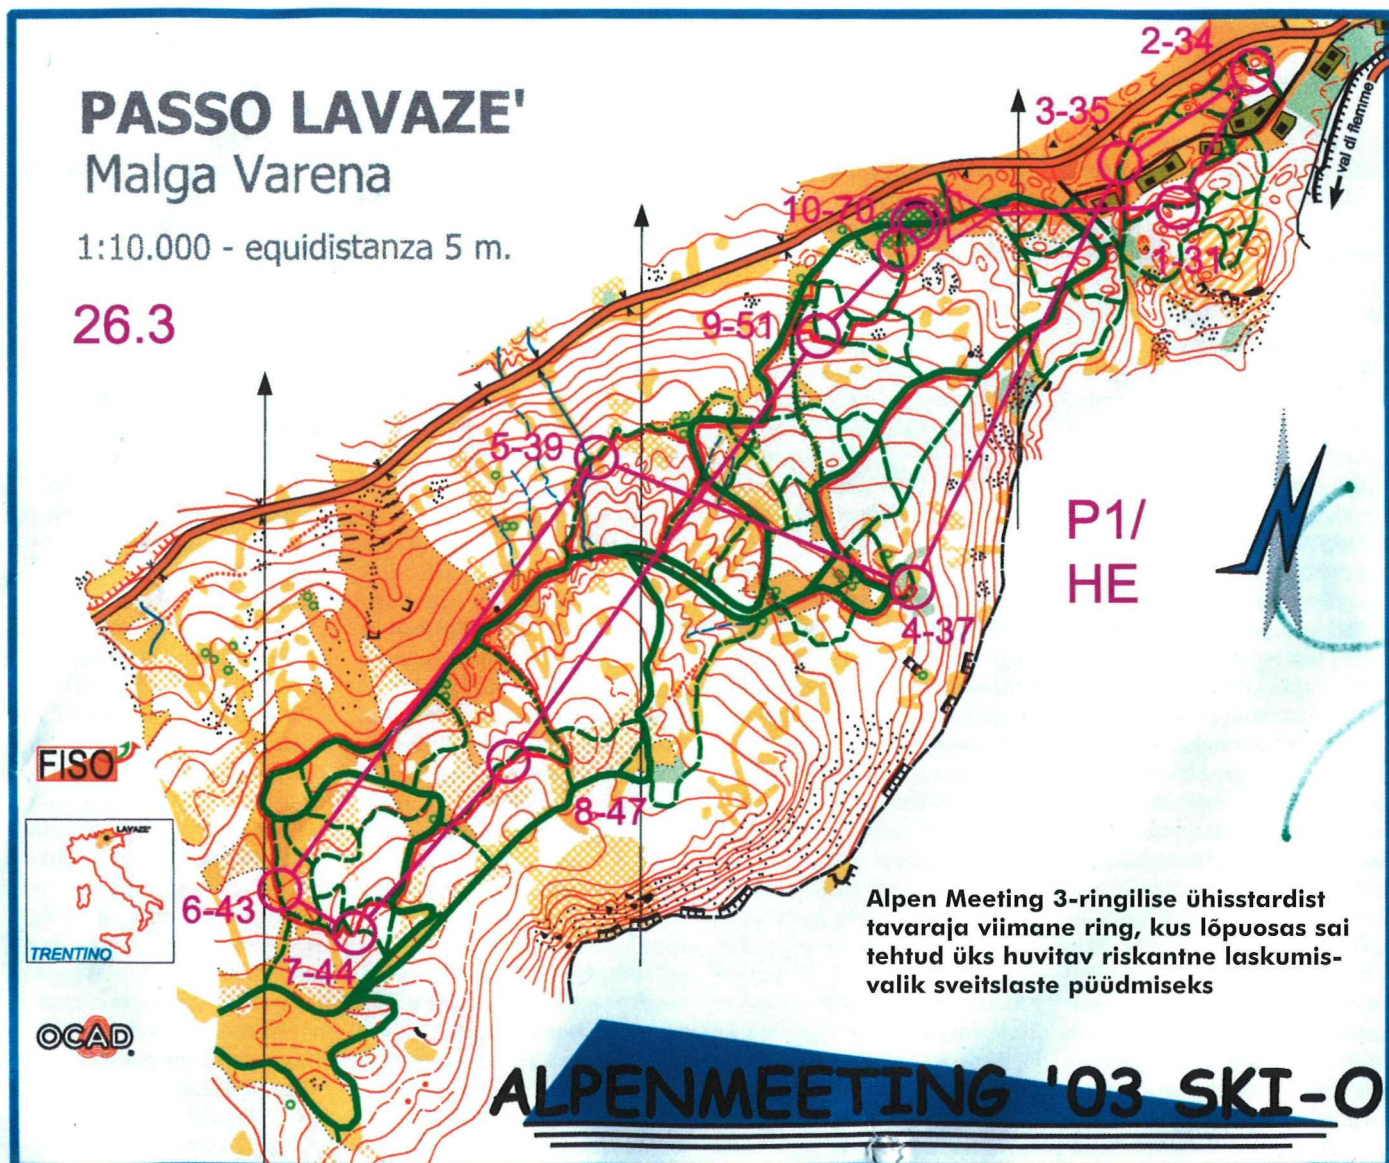 PASSO LAVAZE'
Malga Varena
1:10.000 - equidistanza 5 m.
26.3
2-34
3-35
val di fiemme
10-70
1-31
9-51
5-39
P1/
HE
4-37
FISO
8-47
LAVAZE'
TRENTINO
6-43
7-44
Alpen Meeting 3-ringilise ühisstardist
tavaraja viimane ring, kus lõpuosas sai
tehtud üks huvitav riskantne laskumis-
valik sveitslaste püüdmiseks
OCAD
ALPENMEETING '03 SKI-O